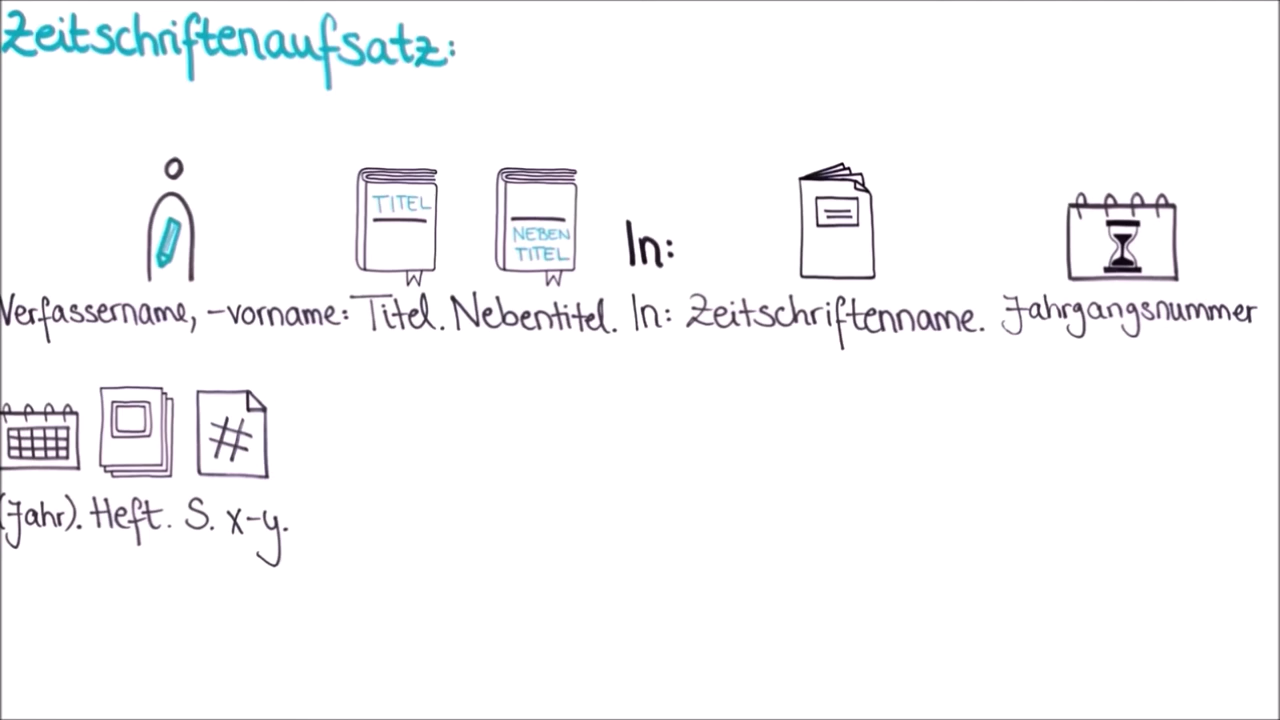 Zeitschriftenaufsatz:
TITEL
NEBEN
TITEL
In:
Verfassername, -vorname: Titel. Nebentitel. In: Zeitschriftenname. Jahrgangsnummer
#
(Jahr). Heft. S. x-y.